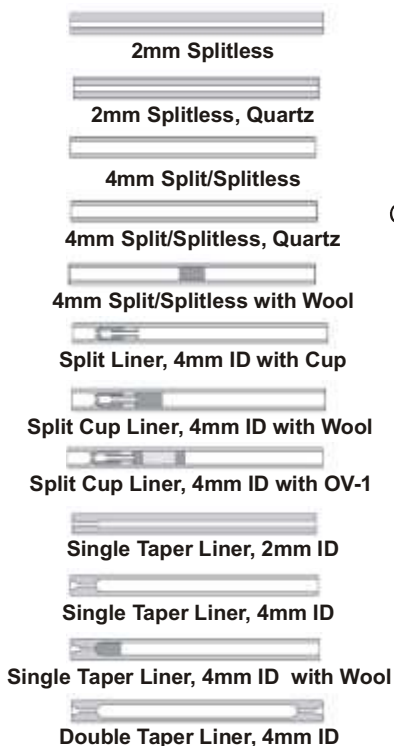 2mm Splitless
2mm Splitless, Quartz
4mm Split/Splitless
4mm Split/Splitless, Quartz
4mm Split/Splitless with Wool
Split Liner, 4mm ID with Cup
Split Cup Liner, 4mm ID with Wool
Split Cup Liner, 4mm ID with OV-1
Single Taper Liner, 2mm ID
Single Taper Liner, 4mm ID
Single Taper Liner, 4mm ID with Wool
Double Taper Liner, 4mm ID